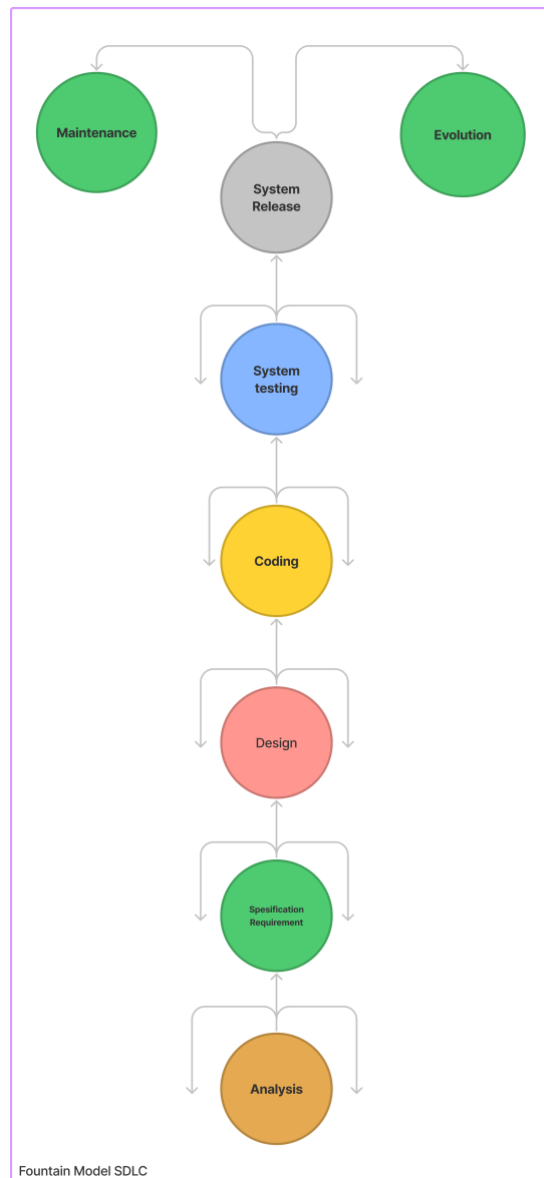 Maintenance
Evolution
System
Release
System
testing
Coding
Design
Spesification
Requirement
Analysis
Fountain Model SDLC